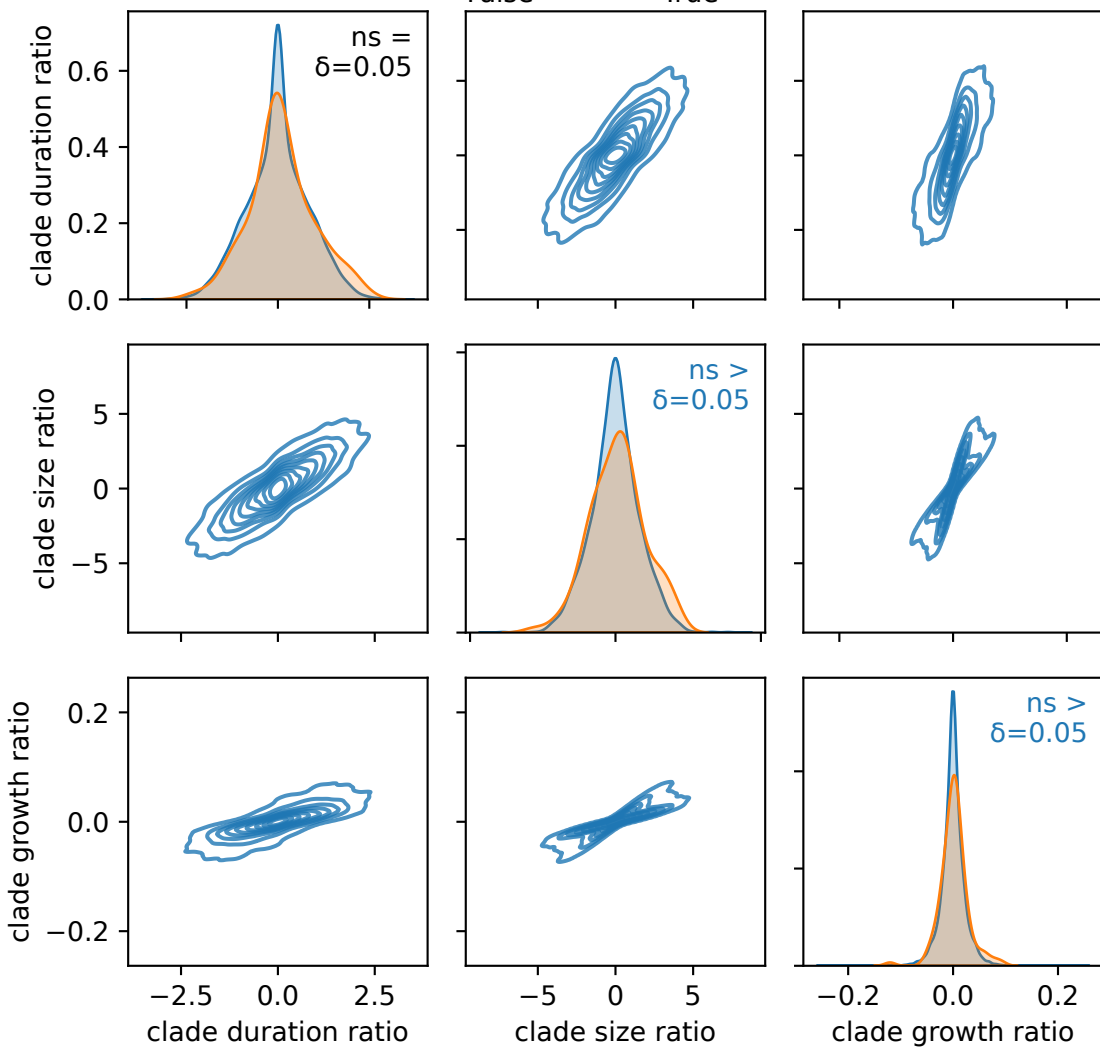 clade duration ratio
0.6
0.4
0.2
0.0
ns =
δ=0.05
clade size ratio
5
0
−5
ns >
δ=0.05
clade growth ratio
0.2
0.0
−0.2
ns >
δ=0.05
−2.5 0.0 2.5
−5 0 5
−0.2 0.0 0.2
clade duration ratio
clade size ratio
clade growth ratio